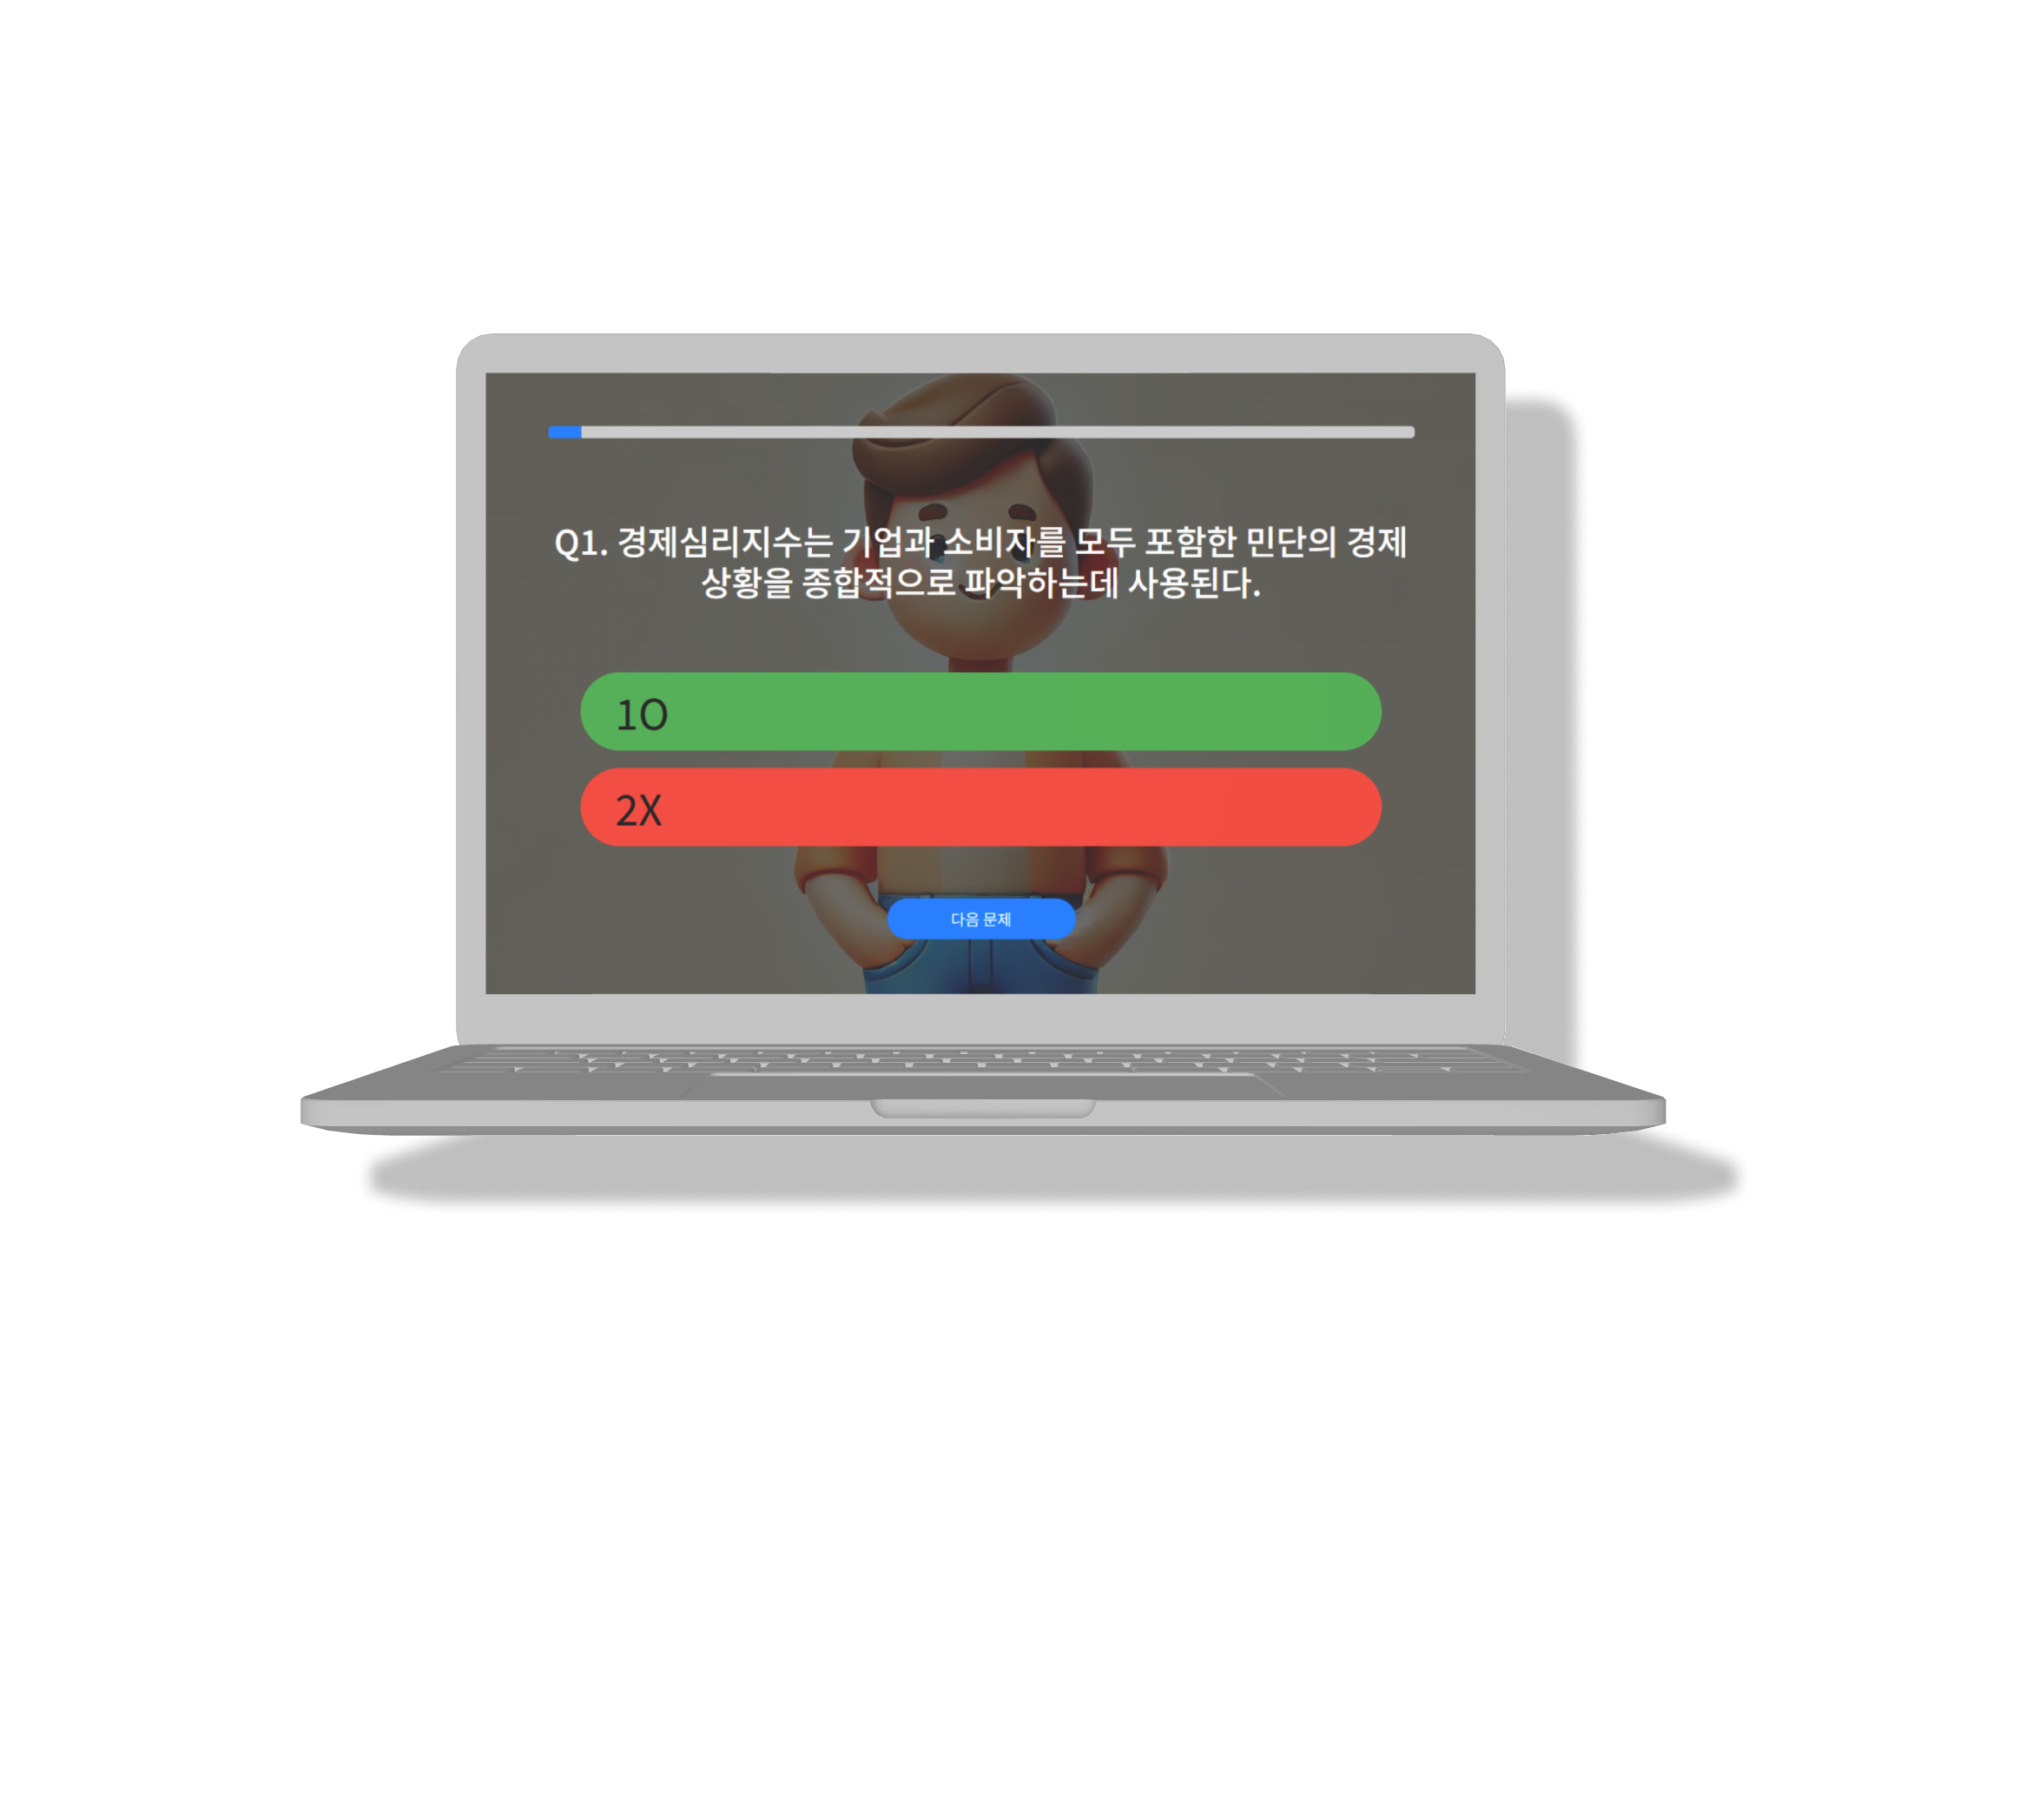 Q1. 경제심리지수는 기업과 소비자를 모두 포함한 민단의 경제
상황을 종합적으로 파악하는데 사용된다.
1O
2X
다음 문제